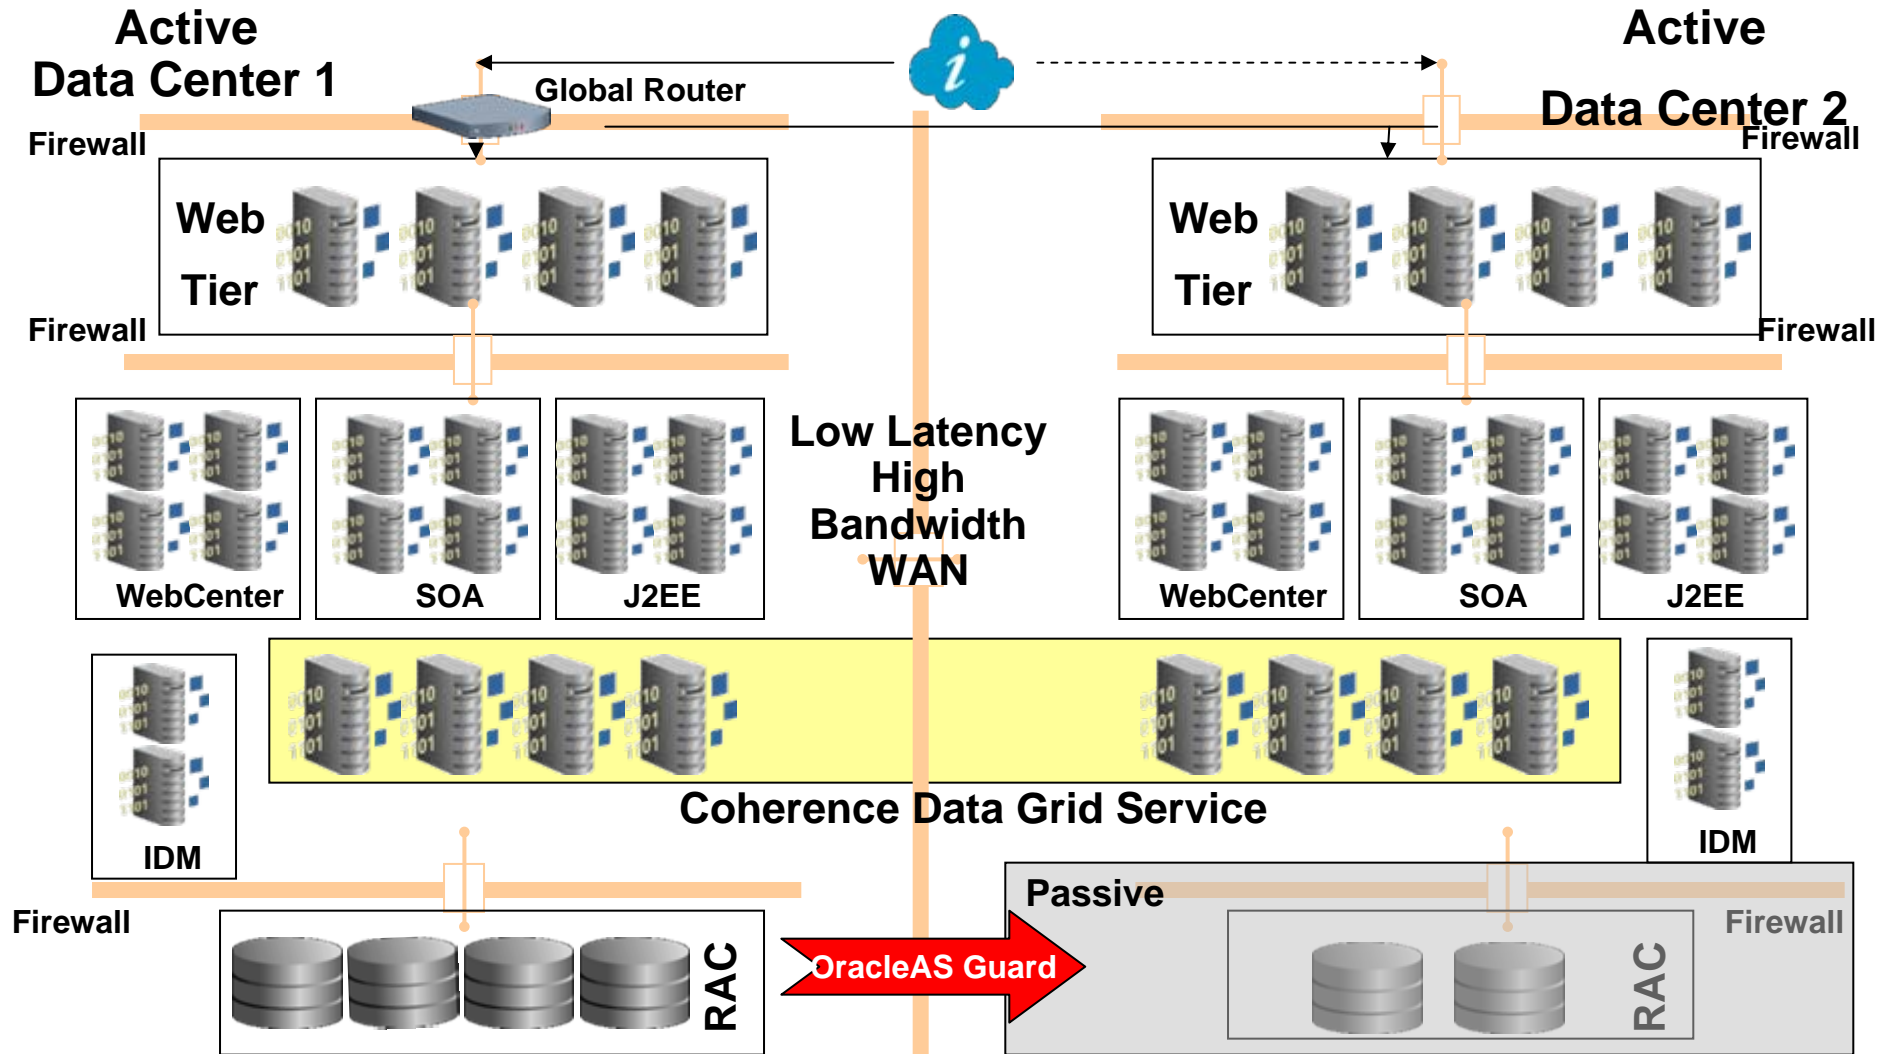 Active
Data Center 1
Active
Data Center 2
Global Router
Firewall
Firewall
Web
Tier
Web
Tier
Firewall
Firewall
Low Latency
High
Bandwidth
WAN
WebCenter
SOA
J2EE
WebCenter
SOA
J2EE
Coherence Data Grid Service
IDM
IDM
Firewall
Passive
Firewall
RAC
OracleAS Guard
RAC